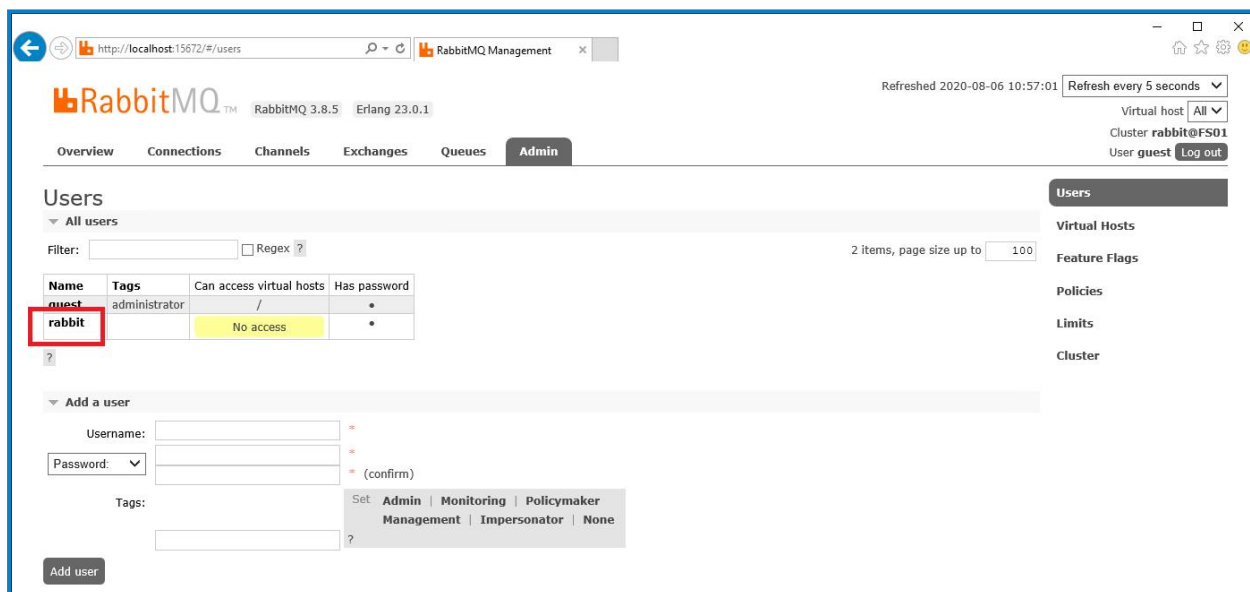 http://localhost:15672/#/users
RabbitMQ Management
Refreshed 2020-08-06 10:57:01 Refresh every 5 seconds
RabbitMQ TM RabbitMQ 3.8.5 Erlang 23.0.1
Virtual host All
Cluster rabbit@FS01
User guest Log out
Overview Connections Channels Exchanges Queues Admin
Users
All users
Filter: Regex ?
2 items, page size up to 100
Name Tags Can access virtual hosts Has password
guest administrator / •
rabbit No access •
?
Add a user
Username: *
Password: *
* (confirm)
Tags:
Set Admin | Monitoring | Policymaker
Management | Impersonator | None
?
Add user
Users
Virtual Hosts
Feature Flags
Policies
Limits
Cluster